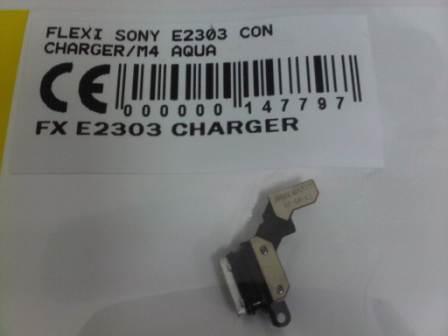 FLEXI SONY E2303 CON
CHARGER/M4 AQUA
CE
000000 147797
FX E2303 CHARGER